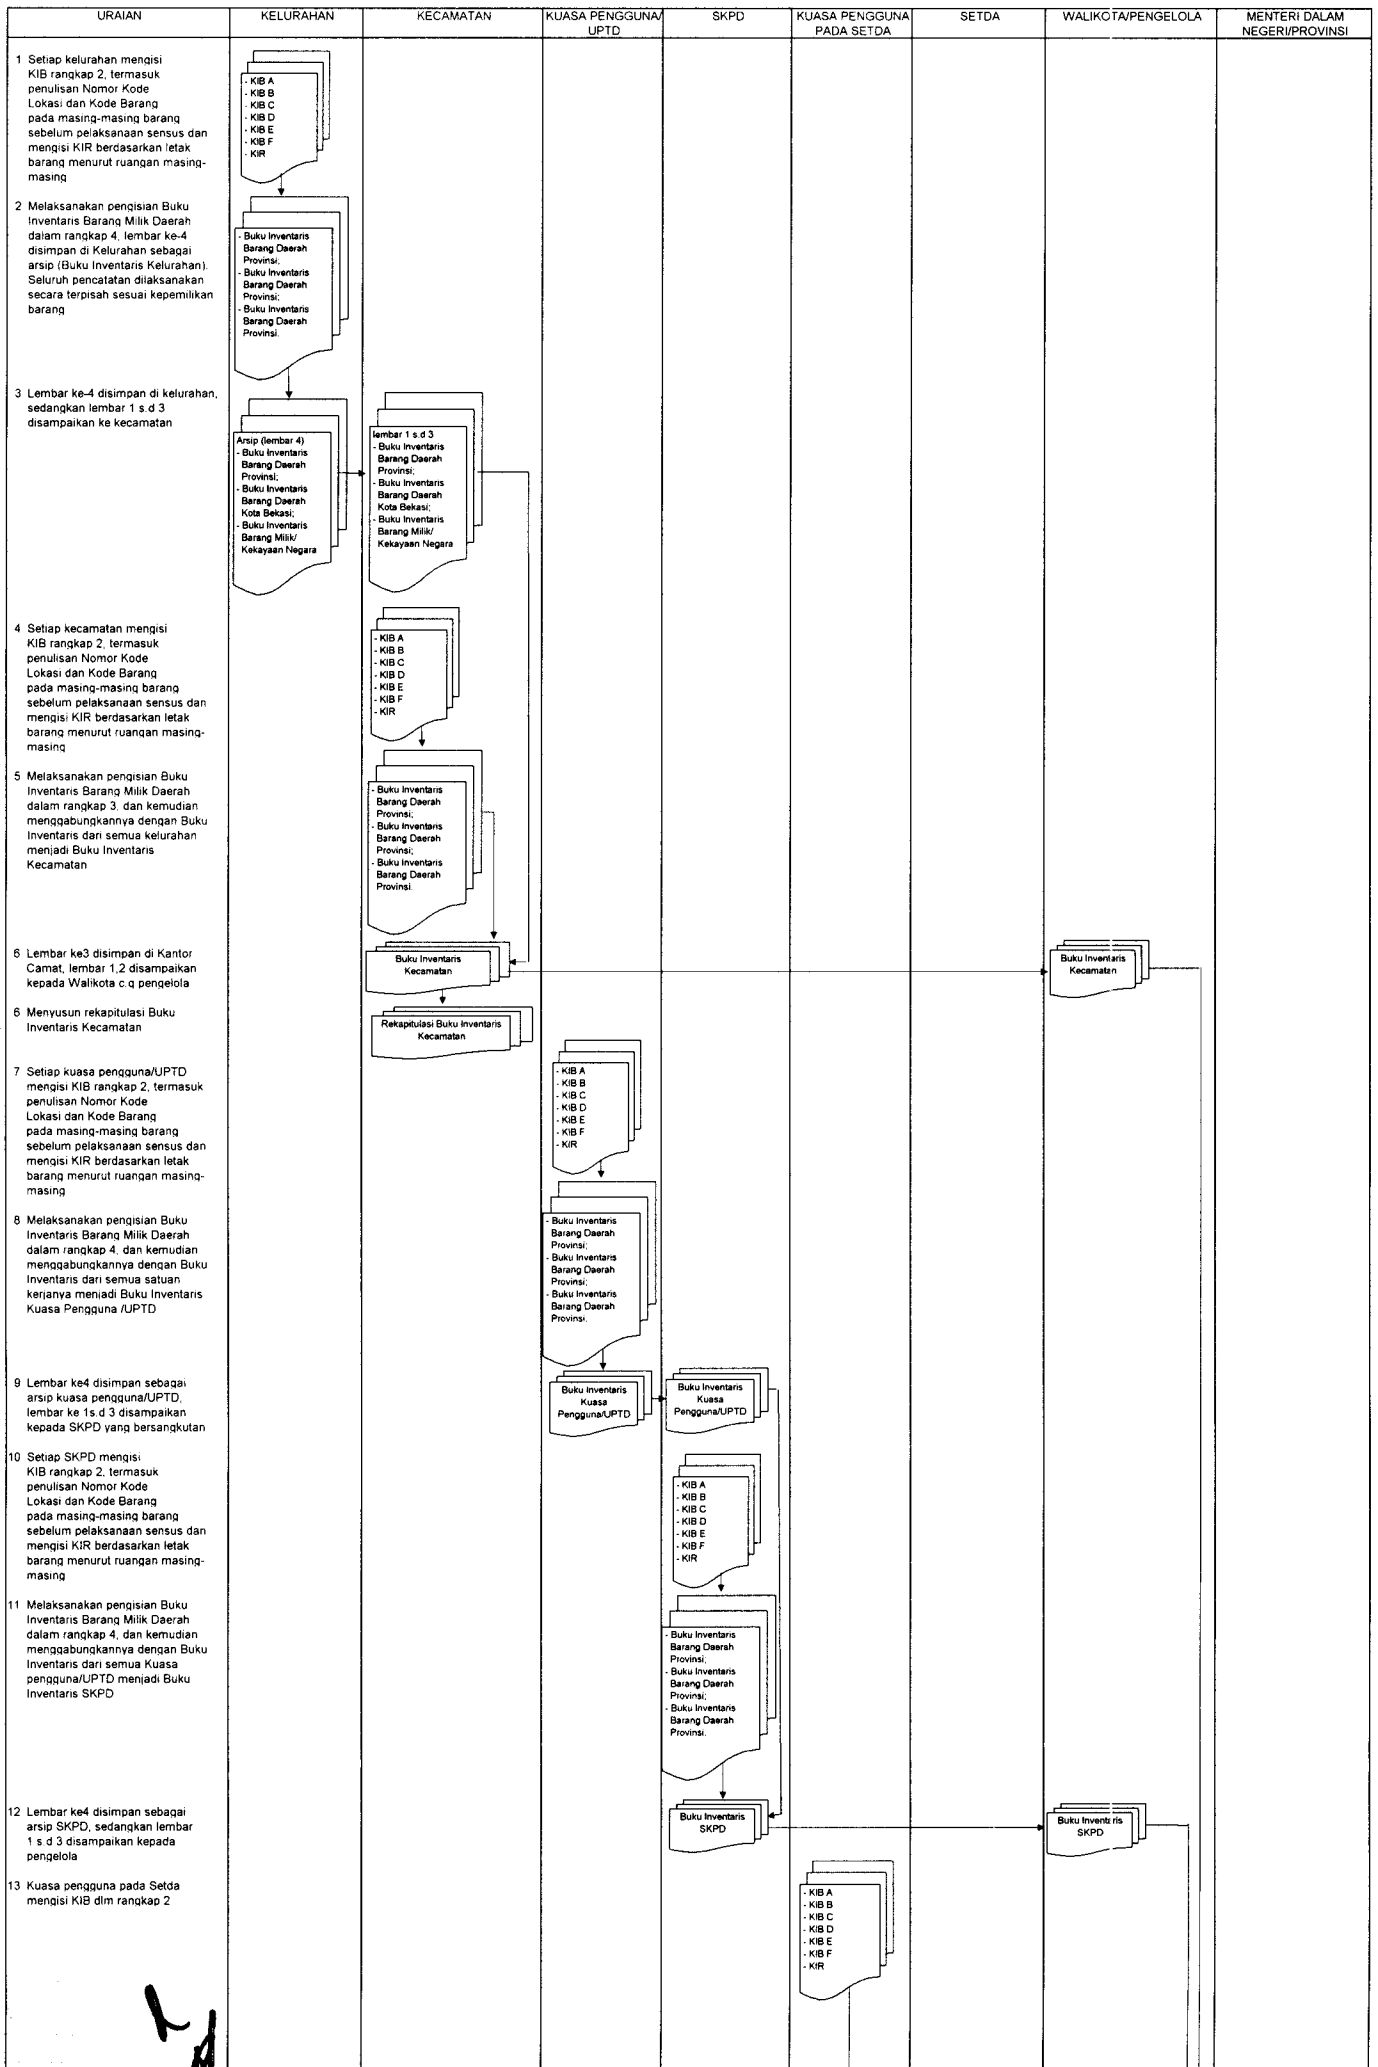 URAIAN
KELURAHAN
KECAMATAN
KUASA PENGGUNA/
UPTD
SKPD
KUASA PENGGUNA
PADA SETDA
SETDA
WALIKOTA/PENGELOLA
MENTERI DALAM
NEGERI/PROVINSI
1 Setiap kelurahan mengisi
KIB rangkap 2, termasuk
penulisan Nomor Kode
Lokasi dan Kode Barang
pada masing-masing barang
sebelum pelaksanaan sensus dan
mengisi KIR berdasarkan letak
barang menurut ruangan masing-
masing
- KIB A
- KIB B
- KIB C
- KIB D
- KIB E
- KIB F
- KIR
2 Melaksanakan pengisian Buku
Inventaris Barang Milik Daerah
dalam rangkap 4, lembar ke-4
disimpan di Kelurahan sebagai
arsip (Buku Inventaris Kelurahan).
Seluruh pencatatan dilaksanakan
secara terpisah sesuai kepemilikan
barang
- Buku Inventaris
Barang Daerah
Provinsi;
- Buku Inventaris
Barang Daerah
Provinsi;
- Buku Inventaris
Barang Daerah
Provinsi.
3 Lembar ke-4 disimpan di kelurahan,
sedangkan lembar 1 s.d 3
disampaikan ke kecamatan
Arsip (lembar 4)
- Buku Inventaris
Barang Daerah
Provinsi;
- Buku Inventaris
Barang Daerah
Kota Bekasi;
- Buku Inventaris
Barang Milik/
Kekayaan Negara
lembar 1 s.d 3
- Buku Inventaris
Barang Daerah
Provinsi;
- Buku Inventaris
Barang Daerah
Kota Bekasi;
- Buku Inventaris
Barang Milik/
Kekayaan Negara
4 Setiap kecamatan mengisi
KIB rangkap 2, termasuk
penulisan Nomor Kode
Lokasi dan Kode Barang
pada masing-masing barang
sebelum pelaksanaan sensus dan
mengisi KIR berdasarkan letak
barang menurut ruangan masing-
masing
- KIB A
- KIB B
- KIB C
- KIB D
- KIB E
- KIB F
- KIR
5 Melaksanakan pengisian Buku
Inventaris Barang Milik Daerah
dalam rangkap 3, dan kemudian
menggabungkannya dengan Buku
Inventaris dari semua kelurahan
menjadi Buku Inventaris
Kecamatan
- Buku Inventaris
Barang Daerah
Provinsi;
- Buku Inventaris
Barang Daerah
Provinsi;
- Buku Inventaris
Barang Daerah
Provinsi.
6 Lembar ke3 disimpan di Kantor
Camat, lembar 1,2 disampaikan
kepada Walikota c.q pengelola
Buku Inventaris
Kecamatan
Buku Inventaris
Kecamatan
6 Menyusun rekapitulasi Buku
Inventaris Kecamatan
Rekapitulasi Buku Inventaris
Kecamatan
7 Setiap kuasa pengguna/UPTD
mengisi KIB rangkap 2, termasuk
penulisan Nomor Kode
Lokasi dan Kode Barang
pada masing-masing barang
sebelum pelaksanaan sensus dan
mengisi KIR berdasarkan letak
barang menurut ruangan masing-
masing
- KIB A
- KIB B
- KIB C
- KIB D
- KIB E
- KIB F
- KIR
8 Melaksanakan pengisian Buku
Inventaris Barang Milik Daerah
dalam rangkap 4, dan kemudian
menggabungkannya dengan Buku
Inventaris dari semua satuan
kerjanya menjadi Buku Inventaris
Kuasa Pengguna /UPTD
- Buku Inventaris
Barang Daerah
Provinsi;
- Buku Inventaris
Barang Daerah
Provinsi;
- Buku Inventaris
Barang Daerah
Provinsi.
9 Lembar ke4 disimpan sebagai
arsip kuasa pengguna/UPTD,
lembar ke 1s.d 3 disampaikan
kepada SKPD yang bersangkutan
Buku Inventaris
Kuasa
Pengguna/UPTD
Buku Inventaris
Kuasa
Pengguna/UPTD
10 Setiap SKPD mengisi
KIB rangkap 2, termasuk
penulisan Nomor Kode
Lokasi dan Kode Barang
pada masing-masing barang
sebelum pelaksanaan sensus dan
mengisi KIR berdasarkan letak
barang menurut ruangan masing-
masing
- KIB A
- KIB B
- KIB C
- KIB D
- KIB E
- KIB F
- KIR
11 Melaksanakan pengisian Buku
Inventaris Barang Milik Daerah
dalam rangkap 4, dan kemudian
menggabungkannya dengan Buku
Inventaris dari semua Kuasa
pengguna/UPTD menjadi Buku
Inventaris SKPD
- Buku Inventaris
Barang Daerah
Provinsi;
- Buku Inventaris
Barang Daerah
Provinsi;
- Buku Inventaris
Barang Daerah
Provinsi.
12 Lembar ke4 disimpan sebagai
arsip SKPD, sedangkan lembar
1 s d 3 disampaikan kepada
pengelola
Buku Inventaris
SKPD
Buku Inventaris
SKPD
13 Kuasa pengguna pada Setda
mengisi KIB dlm rangkap 2
- KIB A
- KIB B
- KIB C
- KIB D
- KIB E
- KIB F
- KIR